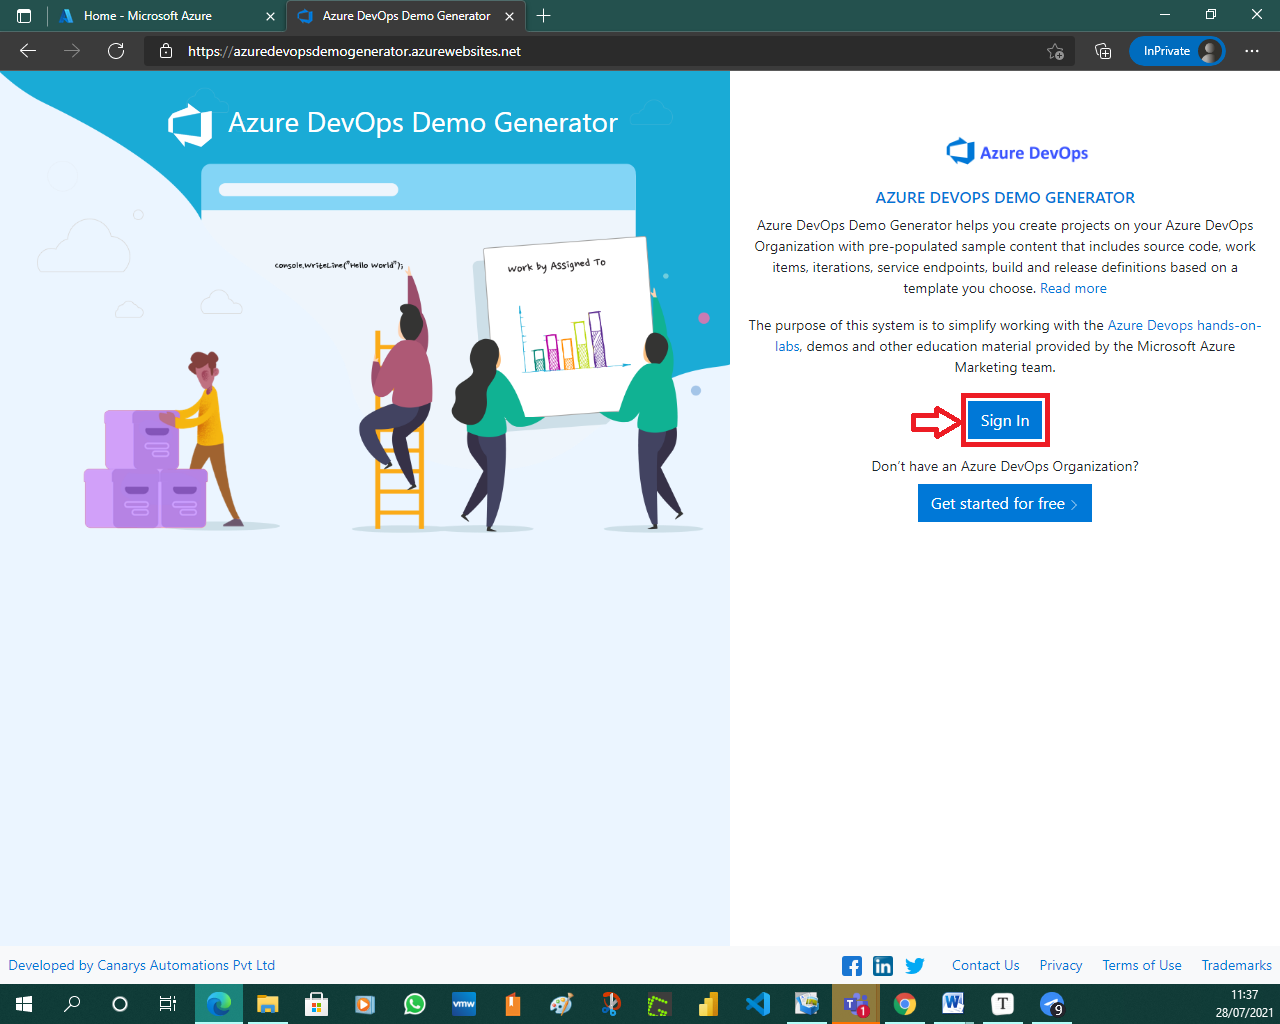 Home - Microsoft Azure
Azure DevOps Demo Generator
https://azuredevopsdemogenerator.azurewebsites.net
InPrivate
Azure DevOps Demo Generator
console.WriteLine("Hello World");
Work by Assigned To
Azure DevOps
AZURE DEVOPS DEMO GENERATOR
Azure DevOps Demo Generator helps you create projects on your Azure DevOps
Organization with pre-populated sample content that includes source code, work
items, iterations, service endpoints, build and release definitions based on a
template you choose. Read more
The purpose of this system is to simplify working with the Azure Devops hands-on-
labs, demos and other education material provided by the Microsoft Azure
Marketing team.
Sign In
Don't have an Azure DevOps Organization?
Get started for free
Developed by Canarys Automations Pvt Ltd
Contact Us
Privacy
Terms of Use
Trademarks
vmw
1
T
9
11:37
28/07/2021